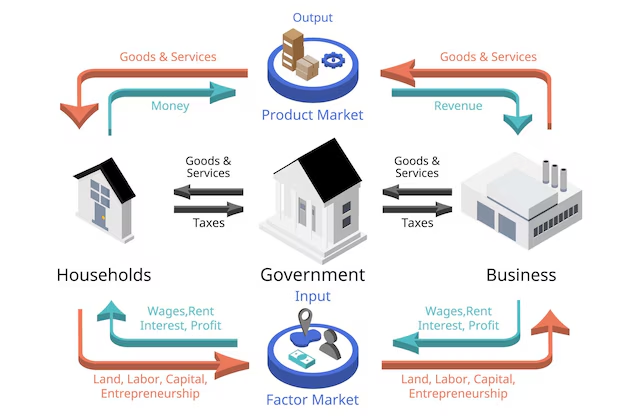 Output
Goods & Services
Goods & Services
Money
Revenue
Product Market
Goods &
Services
Goods &
Services
Taxes
Taxes
Households
Government
Business
Input
Wages,Rent
Interest, Profit
Wages,Rent
Interest, Profit
Land, Labor, Capital,
Entrepreneurship
Land, Labor, Capital,
Entrepreneurship
Factor Market